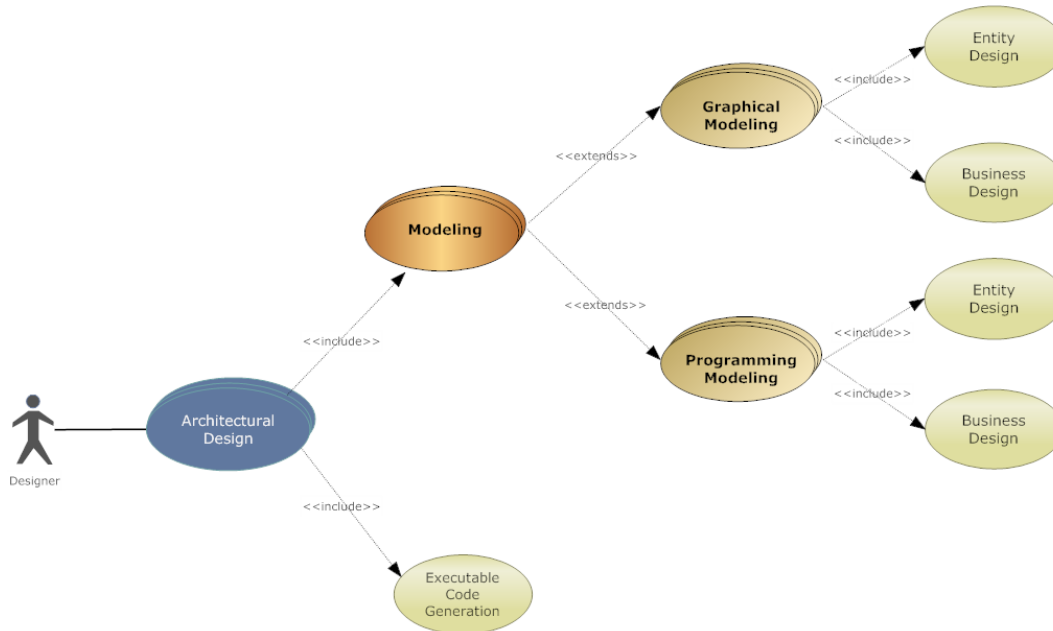 Entity
Design
<<include>>
Graphical
Modeling
<<include>>
<<extends>>
Business
Design
Modeling
Entity
Design
<<extends>>
<<include>>
<<include>>
Programming
Modeling
<<include>>
Business
Design
Architectural
Design
Designer
<<include>>
Executable
Code
Generation